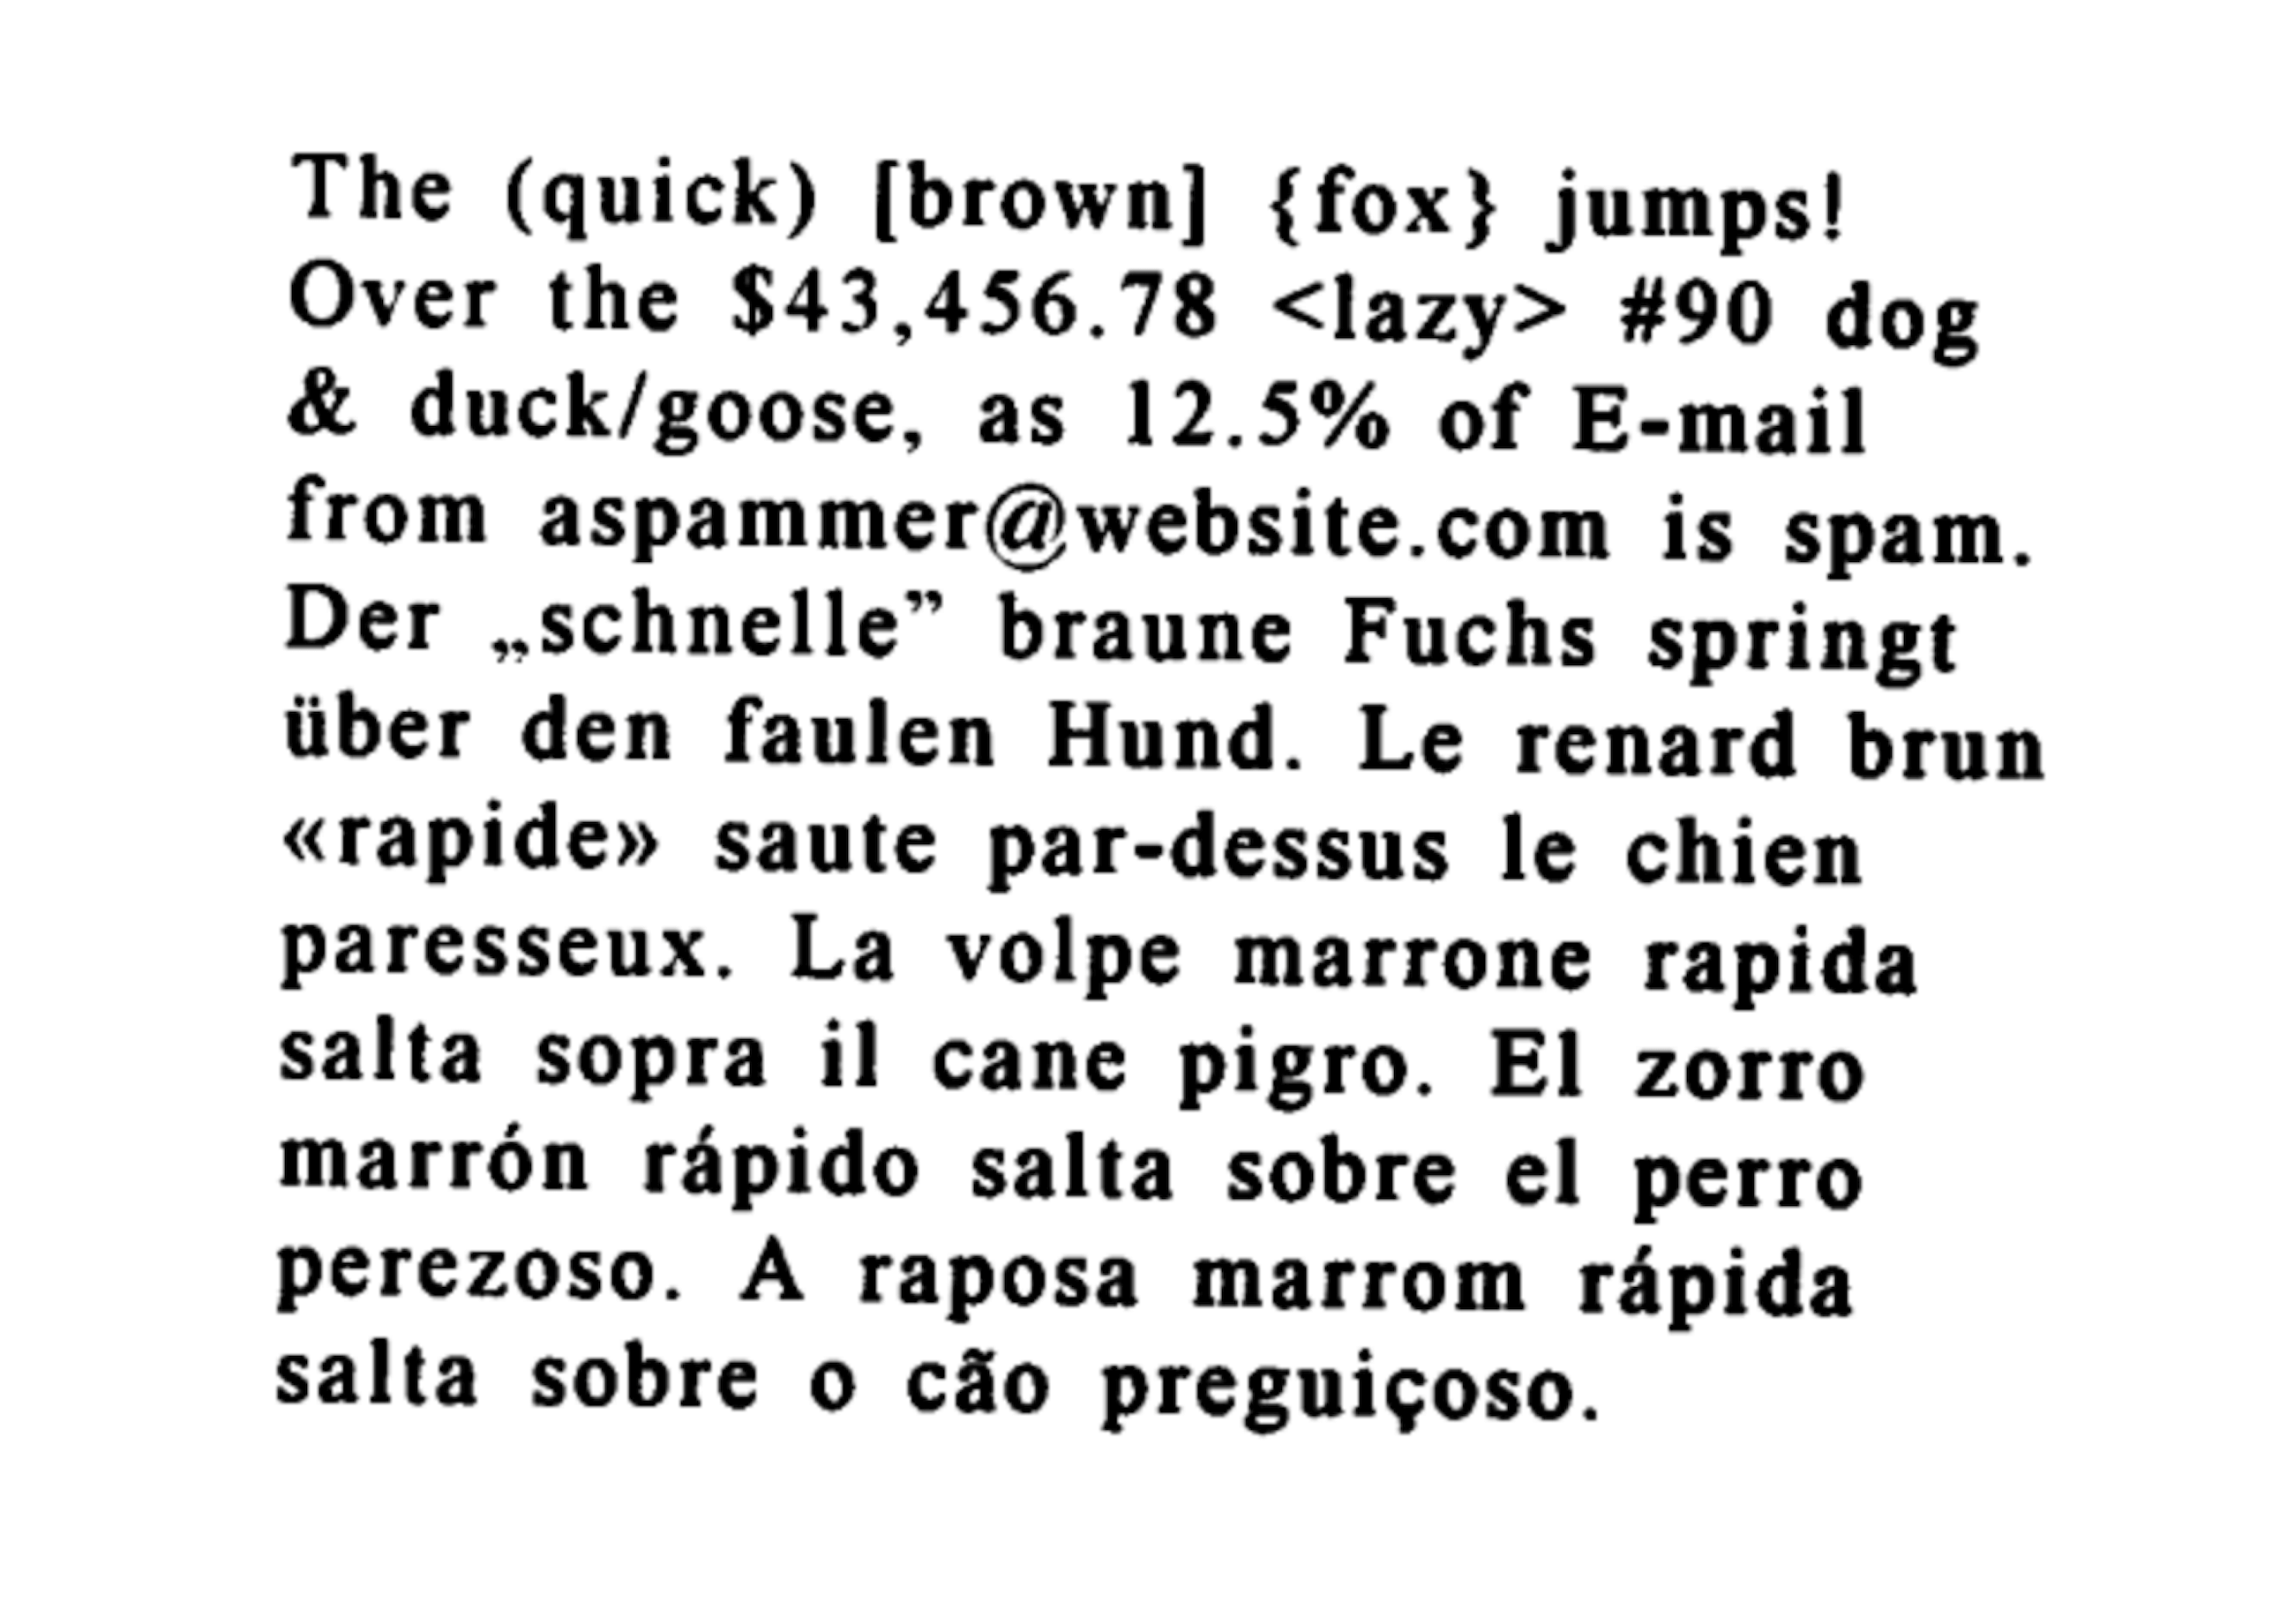 The (quick) [brown] {fox} jumps!
Over the $43,456.78 <lazy> #90 dog
& duck/goose, as 12.5% of E-mail
from aspammer@website.com is spam.
Der „schnelle” braune Fuchs springt
über den faulen Hund. Le renard brun
«rapide» saute par-dessus le chien
paresseux. La volpe marrone rapida
salta sopra il cane pigro. El zorro
marrón rápido salta sobre el perro
perezoso. A raposa marrom rápida
salta sobre o cão preguiçoso.